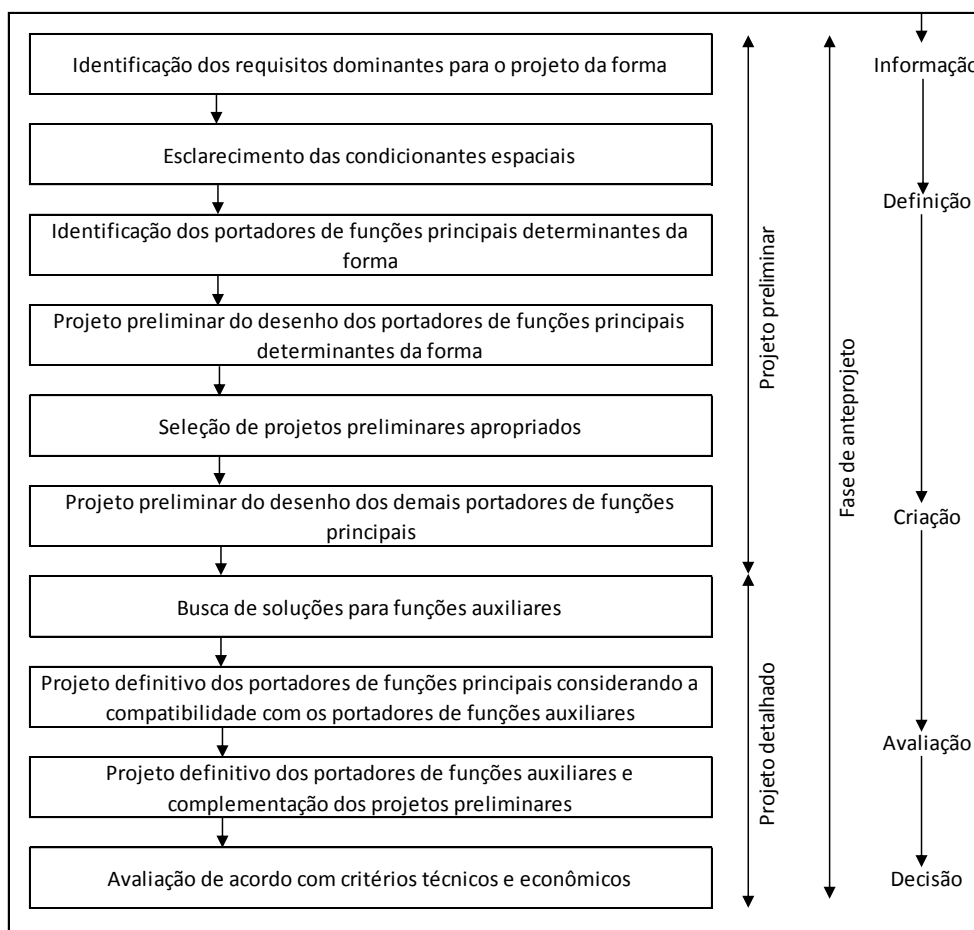 Identificação dos requisitos dominantes para o projeto da forma
Esclarecimento das condicionantes espaciais
Identificação dos portadores de funções principais determinantes da
forma
Projeto preliminar do desenho dos portadores de funções principais
determinantes da forma
Seleção de projetos preliminares apropriados
Projeto preliminar do desenho dos demais portadores de funções
principais
Busca de soluções para funções auxiliares
Projeto definitivo dos portadores de funções principais considerando a
compatibilidade com os portadores de funções auxiliares
Projeto definitivo dos portadores de funções auxiliares e
complementação dos projetos preliminares
Avaliação de acordo com critérios técnicos e econômicos
Projeto preliminar
Projeto detalhado
Fase de anteprojeto
Informação
Definição
Criação
Avaliação
Decisão